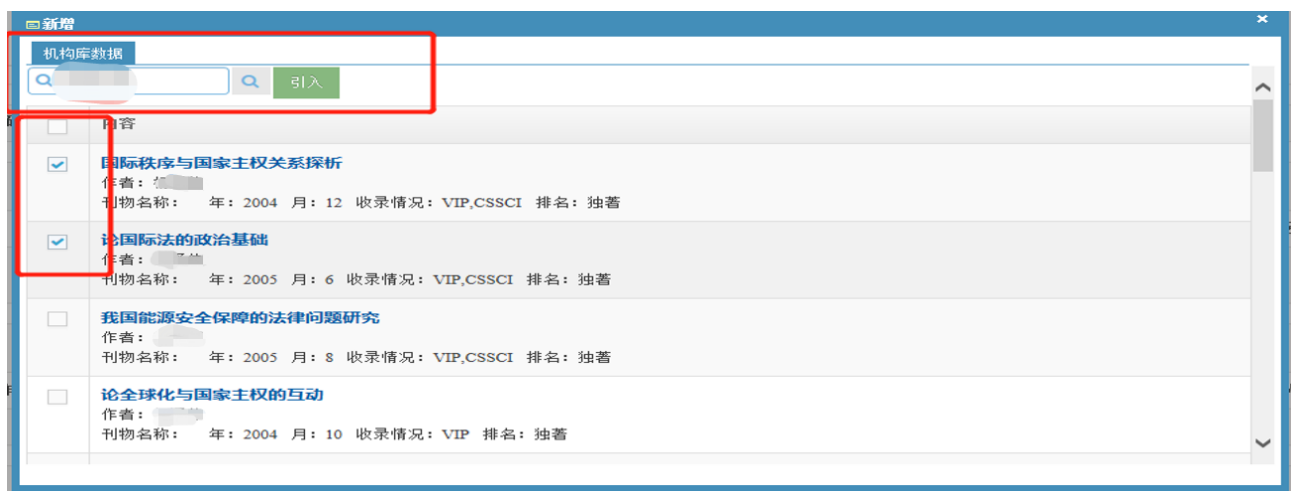 新增
机构库数据
引入
内容
国际秩序与国家主权关系探析
作者：
刊物名称： 年：2004 月：12 收录情况：VIP,CSSCI 排名：独著
论国际法的政治基础
作者：
刊物名称： 年：2005 月：6 收录情况：VIP,CSSCI 排名：独著
我国能源安全保障的法律问题研究
作者：
刊物名称： 年：2005 月：8 收录情况：VIP,CSSCI 排名：独著
论全球化与国家主权的互动
作者：
刊物名称： 年：2004 月：10 收录情况：VIP 排名：独著